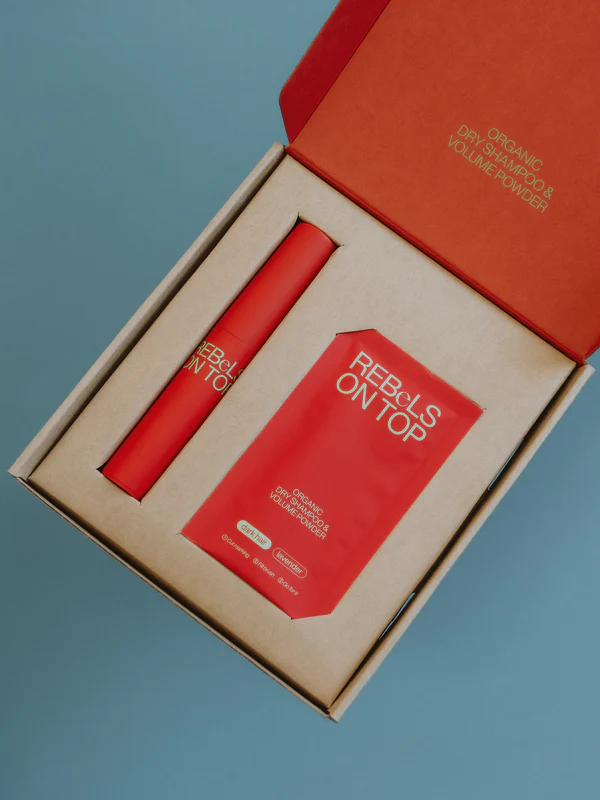 ORGANIC
DRY SHAMPOO &
VOLUME POWDER
REBeLS
ON TOP
REBeLS
ON TOP
ORGANIC
DRY SHAMPOO &
VOLUME POWDER
dark hair
lavender